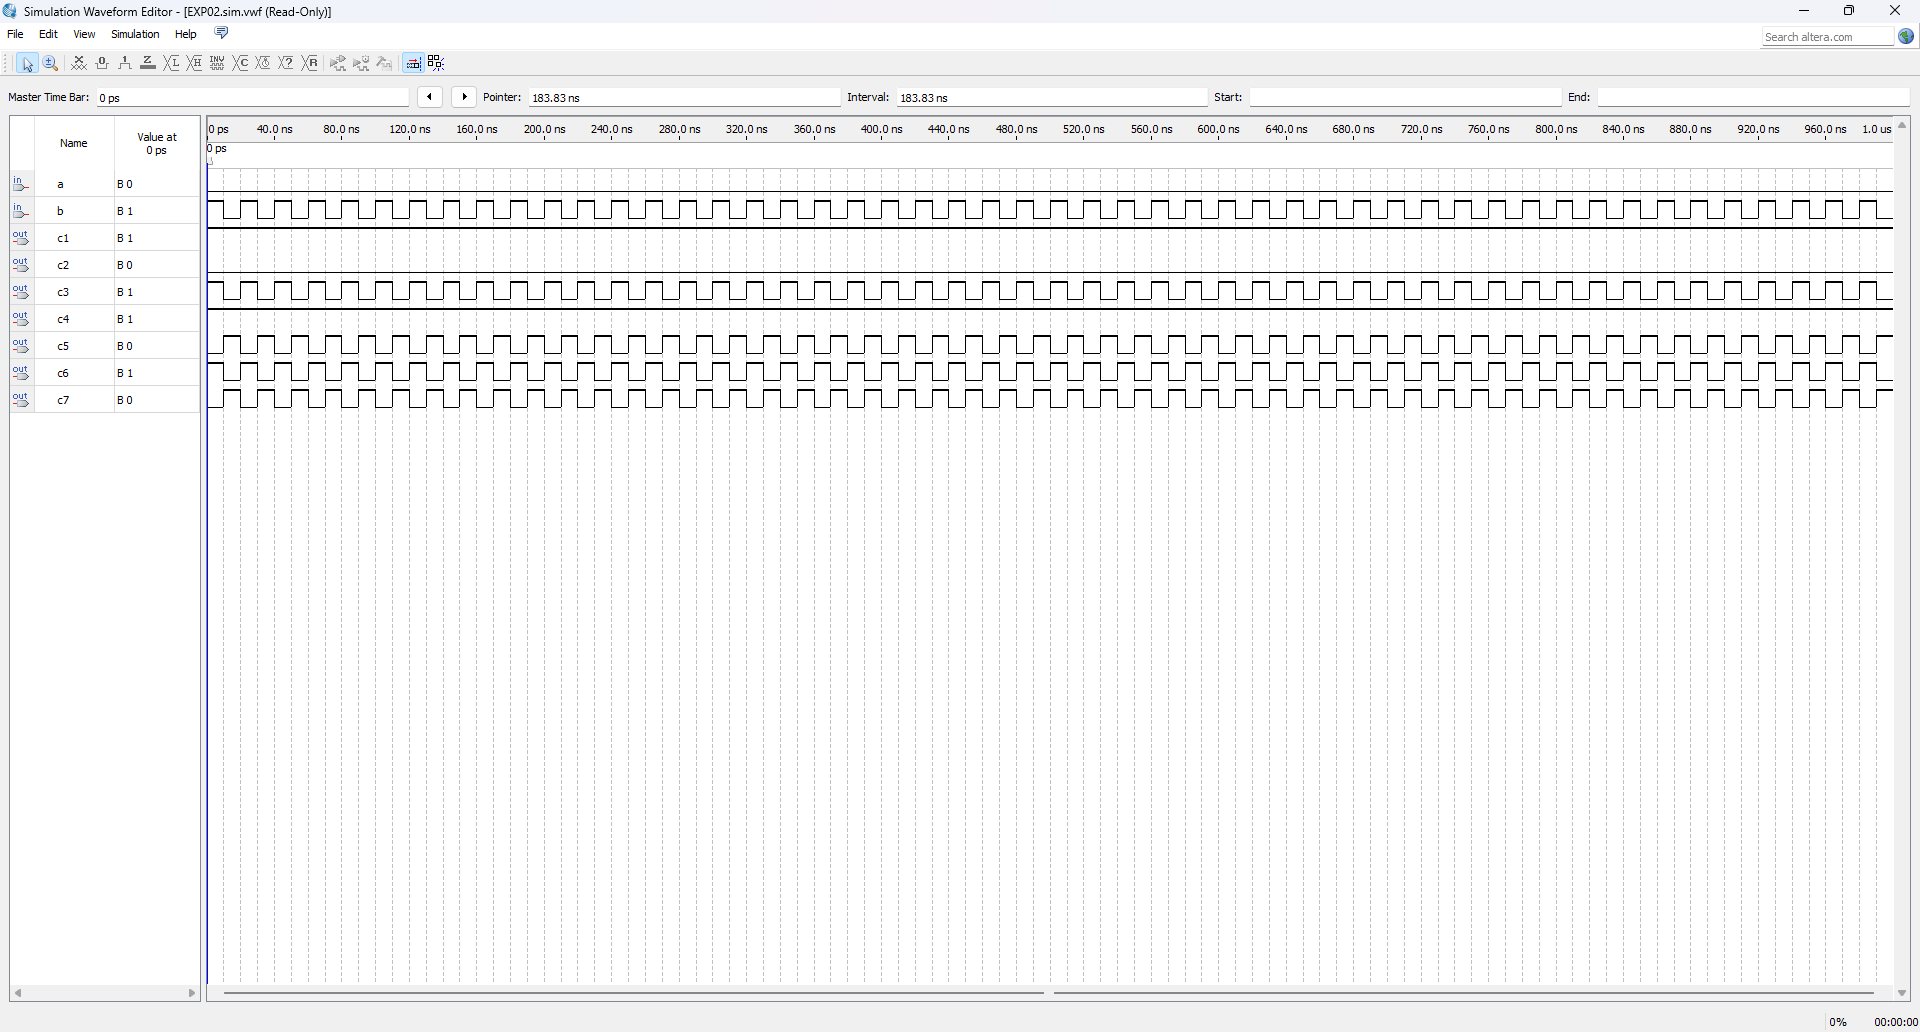 Simulation Waveform Editor - [EXP02.sim.vwf (Read-Only)]
File Edit View Simulation Help
Search altera.com
Master Time Bar: 0 ps Pointer: 183.83 ns Interval: 183.83 ns Start: End:
Name Value at 0 ps
0 ps 40.0 ns 80.0 ns 120.0 ns 160.0 ns 200.0 ns 240.0 ns 280.0 ns 320.0 ns 360.0 ns 400.0 ns 440.0 ns 480.0 ns 520.0 ns 560.0 ns 600.0 ns 640.0 ns 680.0 ns 720.0 ns 760.0 ns 800.0 ns 840.0 ns 880.0 ns 920.0 ns 960.0 ns 1.0 us
0 ps
in a B 0
in b B 1
out c1 B 1
out c2 B 0
out c3 B 1
out c4 B 1
out c5 B 0
out c6 B 1
out c7 B 0
0% 00:00:00